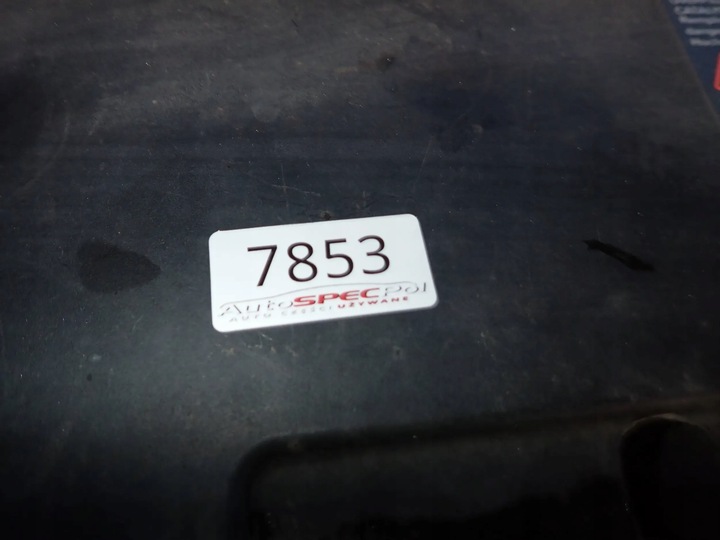 7853
AutoSPECPol
AUTO CZĘŚCI UŻYWANE